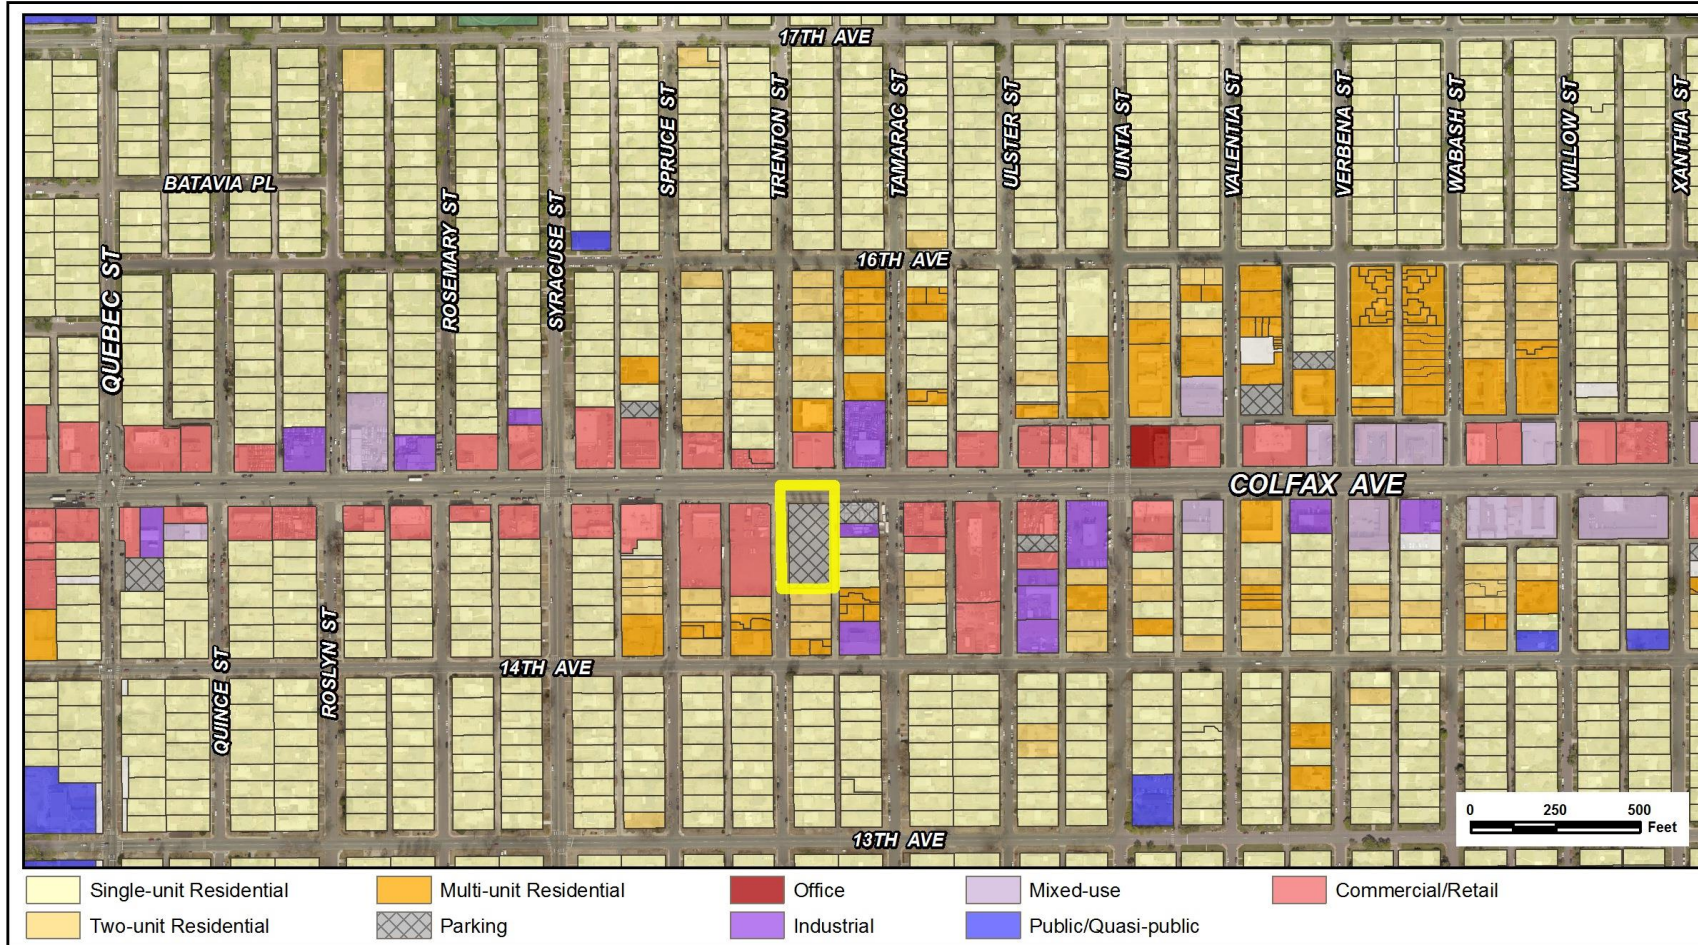 17TH AVE
SPRUCE ST
TRENTON ST
TAMARAC ST
ULSTER ST
UINTA ST
VALENTIA ST
VERBENA ST
WABASH ST
WILLOW ST
XANTHIA ST
BATAVIA PL
QUEBEC ST
ROSEMARY ST
SYRACUSE ST
16TH AVE
COLFAX AVE
QUINCE ST
ROSLYN ST
14TH AVE
13TH AVE
0 250 500
Feet
Single-unit Residential
Multi-unit Residential
Office
Mixed-use
Commercial/Retail
Two-unit Residential
Parking
Industrial
Public/Quasi-public